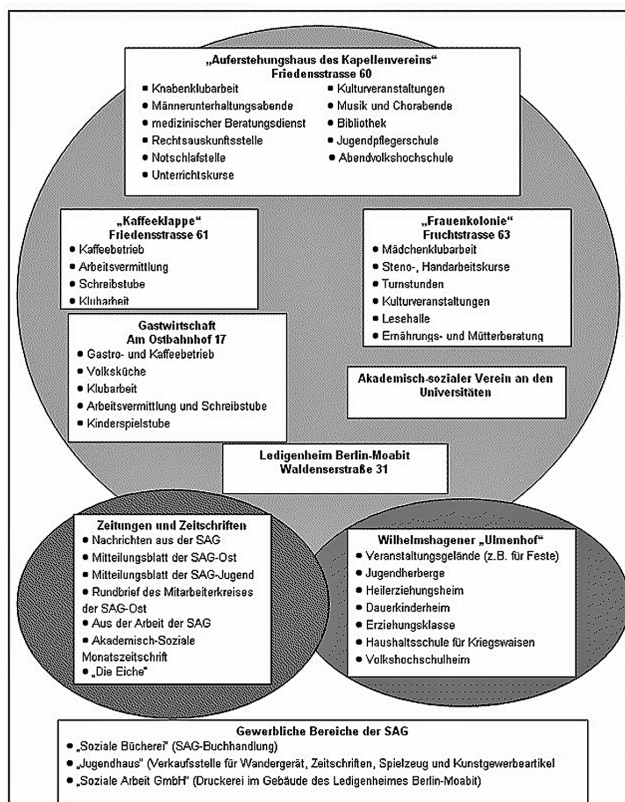 „Auferstehungshaus des Kapellenvereins“
Friedensstrasse 60
● Knabenklubarbeit
● Männerunterhaltungsabende
● medizinischer Beratungsdienst
● Rechtsauskunftsstelle
● Notschlafstelle
● Unterrichtskurse
● Kulturveranstaltungen
● Musik und Chorabende
● Bibliothek
● Jugendpflegerschule
● Abendvolkshochschule
„Kaffeeklappe“
Friedensstrasse 61
● Kaffeebetrieb
● Arbeitsvermittlung
● Schreibstube
● Klubarbeit
„Frauenkolonie“
Fruchtstrasse 63
● Mädchenklubarbeit
● Steno-, Handarbeitskurse
● Turnstunden
● Kulturveranstaltungen
● Lesehalle
● Ernährungs- und Mütterberatung
Gastwirtschaft
Am Ostbahnhof 17
● Gastro- und Kaffeebetrieb
● Volksküche
● Klubarbeit
● Arbeitsvermittlung und Schreibstube
● Kinderspielstube
Akademisch-sozialer Verein an den
Universitäten
Ledigenheim Berlin-Moabit
Waldenserstraße 31
Zeitungen und Zeitschriften
● Nachrichten aus der SAG
● Mitteilungsblatt der SAG-Ost
● Mitteilungsblatt der SAG-Jugend
● Rundbrief des Mitarbeiterkreises
der SAG-Ost
● Aus der Arbeit der SAG
● Akademisch-Soziale
Monatszeitschrift
● „Die Eiche“
Wilhelmshagener „Ulmenhof“
● Veranstaltungsgelände (z.B. für Feste)
● Jugendherberge
● Heilerziehungsheim
● Dauerkinderheim
● Erziehungsklasse
● Haushaltsschule für Kriegswaisen
● Volkshochschulheim
Gewerbliche Bereiche der SAG
● „Soziale Bücherei“ (SAG-Buchhandlung)
● „Jugendhaus“ (Verkaufsstelle für Wandergerät, Zeitschriften, Spielzeug und Kunstgewerbeartikel
● „Soziale Arbeit GmbH“ (Druckerei im Gebäude des Ledigenheimes Berlin-Moabit)